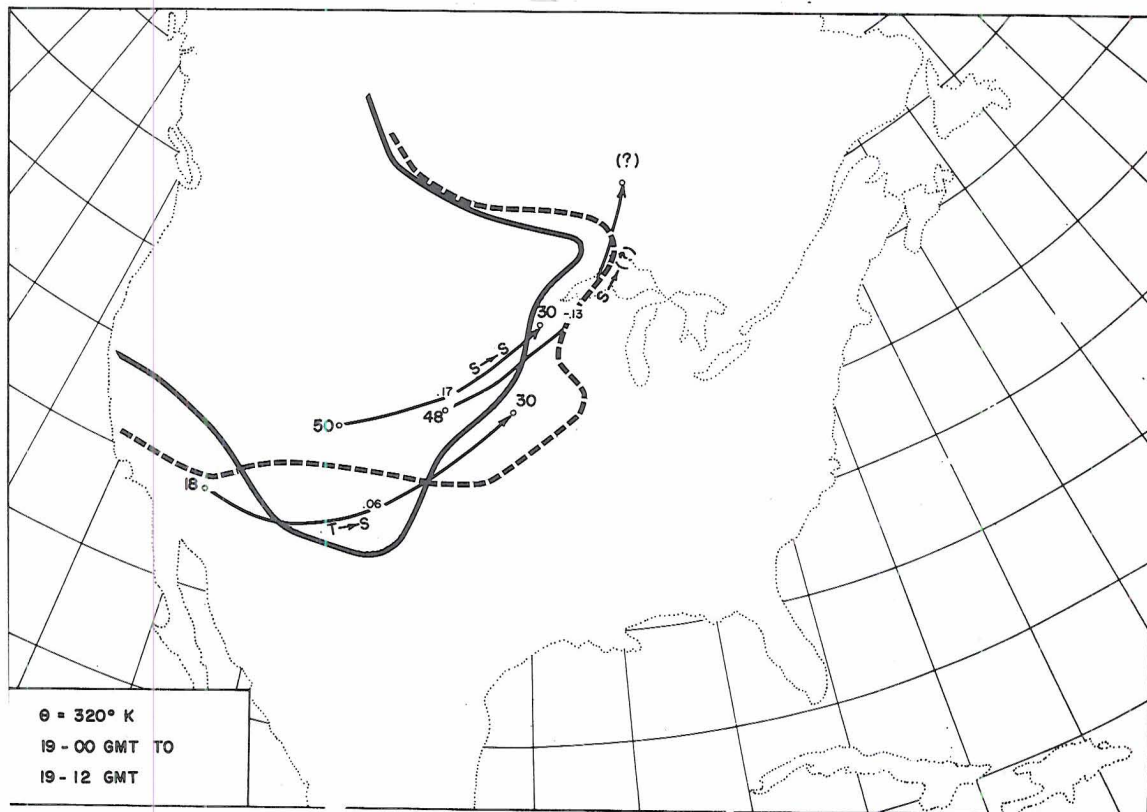 (?)
S → (?)
30
-.13
S → S
.17
50
48
30
18
.06
T → S
θ = 320° K
19 - 00 GMT TO
19 - 12 GMT